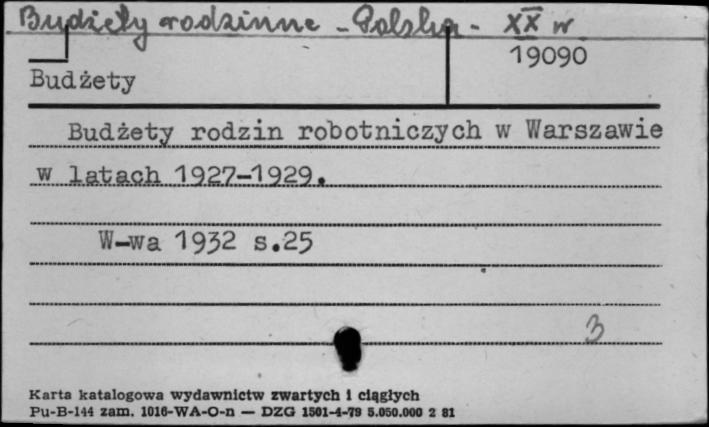 Budżety rodzinne - Polska - XX w
19090
Budżety
Budżety rodzin robotniczych w Warszawie
w latach 1927-1929.
W-wa 1932 s.25
3
Karta katalogowa wydawnictw zwartych i ciągłych
Pu-B-144 zam. 1016-WA-O-n — DZG 1501-4-79 5.050.000 2 81